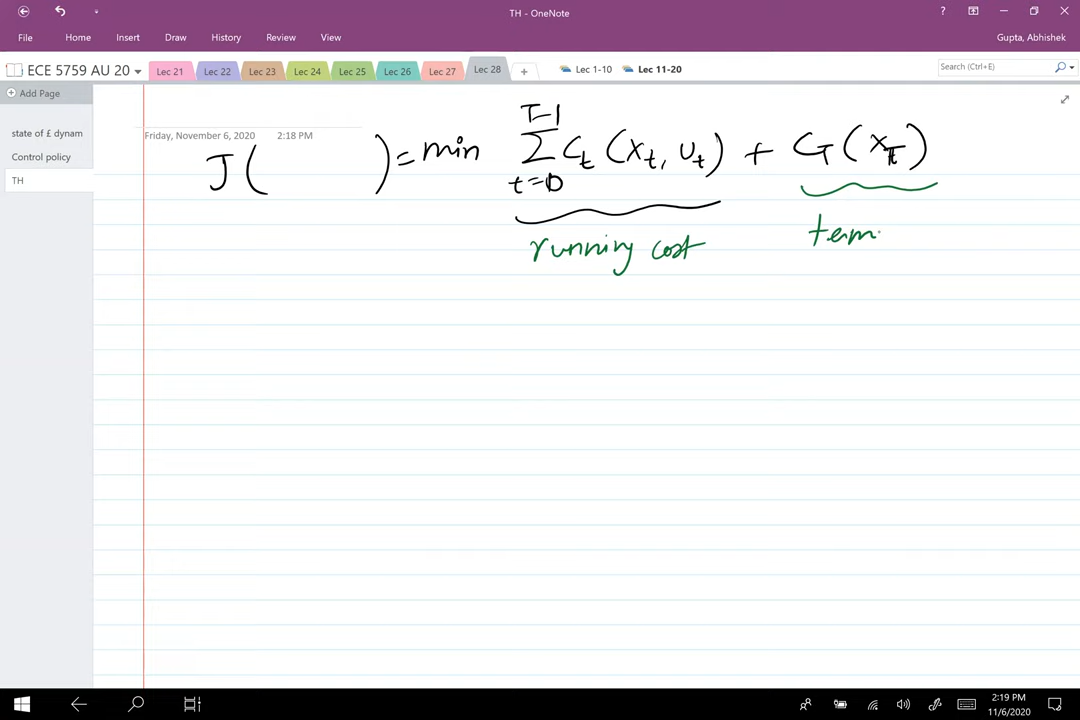 TH - OneNote
?
File Home Insert Draw History Review View
Gupta, Abhishek
ECE 5759 AU 20
Lec 21 Lec 22 Lec 23 Lec 24 Lec 25 Lec 26 Lec 27 Lec 28 + Lec 1-10 Lec 11-20
Search (Ctrl+E)
Add Page
state of £ dynam
Control policy
TH
Friday, November 6, 2020 2:18 PM
J( ) = min Σ_{t=0}^{T-1} C_t (x_t, u_t) + C_T (x_T)
running cost
term
2:19 PM
11/6/2020